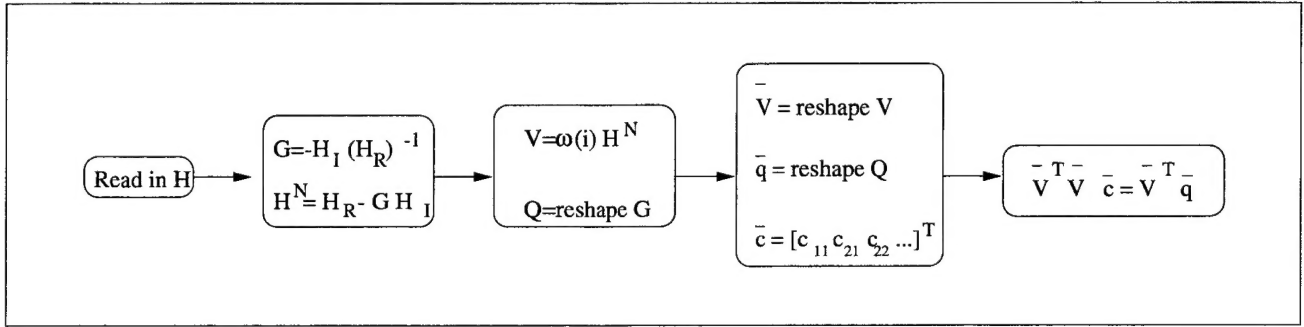 Read in H
G=-H_I (H_R)^-1
H^N=H_R-G H_I
V=ω(i) H^N
Q=reshape G
V̄ = reshape V
q̄ = reshape Q
c̄ = [c_11 c_21 c_22 ...]^T
V̄^T V̄ c̄ = V̄^T q̄